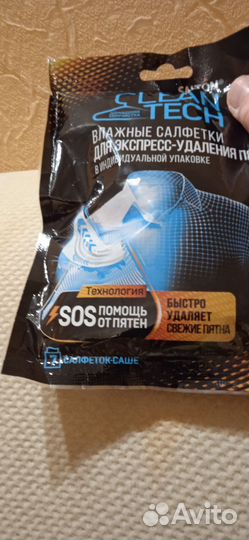 SALTON®
CLEAN
TECH
ВЛАЖНЫЕ САЛФЕТКИ
ДЛЯ ЭКСПРЕСС-УДАЛЕНИЯ П
В ИНДИВИДУАЛЬНОЙ УПАКОВКЕ
Технология
SOS ПОМОЩЬ
ОТ ПЯТЕН
БЫСТРО
УДАЛЯЕТ
СВЕЖИЕ ПЯТНА
САЛФЕТОК-САШЕ
Avito